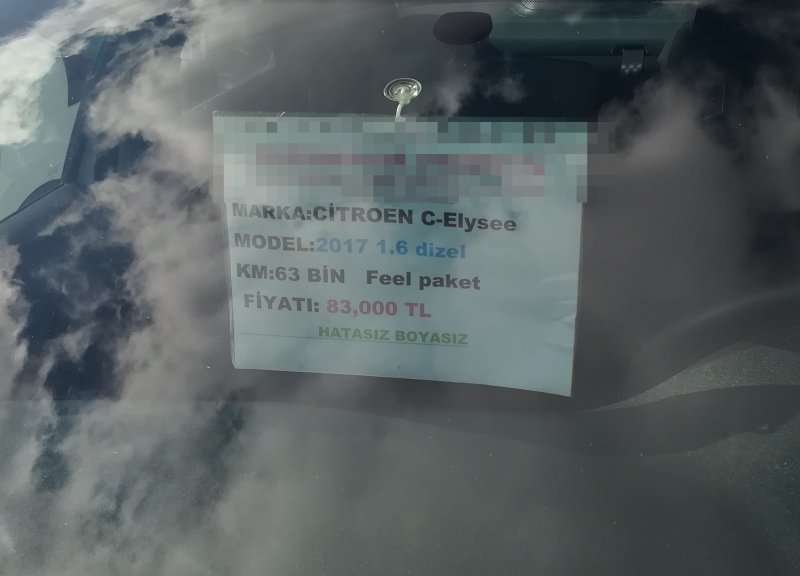 MARKA:CİTROEN C-Elysee
MODEL:2017 1.6 dizel
KM:63 BİN Feel paket
FİYATI: 83,000 TL
HATASIZ BOYASIZ